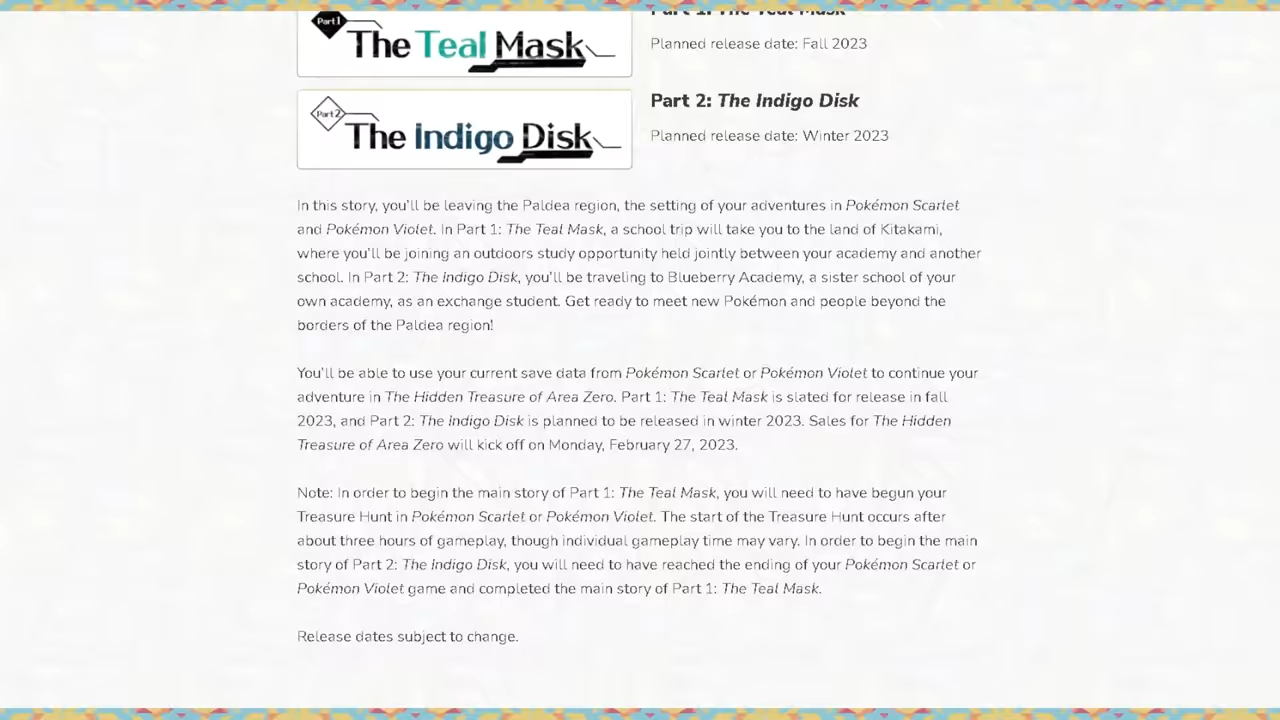 Part 1: The Teal Mask
Part1
The Teal Mask
Planned release date: Fall 2023
Part 2: The Indigo Disk
Part2
The Indigo Disk
Planned release date: Winter 2023
In this story, you'll be leaving the Paldea region, the setting of your adventures in Pokémon Scarlet
and Pokémon Violet. In Part 1: The Teal Mask, a school trip will take you to the land of Kitakami,
where you'll be joining an outdoors study opportunity held jointly between your academy and another
school. In Part 2: The Indigo Disk, you'll be traveling to Blueberry Academy, a sister school of your
own academy, as an exchange student. Get ready to meet new Pokémon and people beyond the
borders of the Paldea region!
You'll be able to use your current save data from Pokémon Scarlet or Pokémon Violet to continue your
adventure in The Hidden Treasure of Area Zero. Part 1: The Teal Mask is slated for release in fall
2023, and Part 2: The Indigo Disk is planned to be released in winter 2023. Sales for The Hidden
Treasure of Area Zero will kick off on Monday, February 27, 2023.
Note: In order to begin the main story of Part 1: The Teal Mask, you will need to have begun your
Treasure Hunt in Pokémon Scarlet or Pokémon Violet. The start of the Treasure Hunt occurs after
about three hours of gameplay, though individual gameplay time may vary. In order to begin the main
story of Part 2: The Indigo Disk, you will need to have reached the ending of your Pokémon Scarlet or
Pokémon Violet game and completed the main story of Part 1: The Teal Mask.
Release dates subject to change.